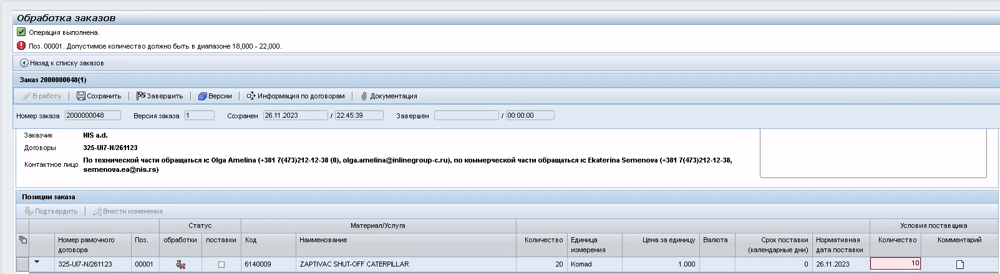 Обработка заказов
Операция выполнена.
Поз. 00001. Допустимое количество должно быть в диапазоне 18,000 - 22,000.
Назад к списку заказов
Заказ 2000000048(1)
В работу Сохранить Завершить Версии Информация по договорам Документация
Номер заказа 2000000048 Версия заказа 1 Сохранен 26.11.2023 / 22:45:39 Завершен / 00:00:00
Заказчик NIS a.d.
Договоры 325-UI7-N/261123
Контактное лицо По технической части обращаться к: Olga Amelina (+381 7(473)212-12-38 (0), olga.amelina@inlinegroup-c.ru), по коммерческой части обращаться к: Ekaterina Semenova (+381 7(473)212-12-38,
semenova.ea@nis.rs)
Позиции заказа
Подтвердить Внести изменения
Статус Материал/Услуга Условия поставщика
Номер рамочного Поз. обработки поставки Код Наименование Количество Единица Цена за единицу Валюта Срок поставки Нормативная Количество Комментарий
договора измерения (календарные дни) дата поставки
325-UI7-N/261123 00001 6140009 ZAPTIVAC SHUT-OFF CATERPILLAR 20 Komad 1.000 0 26.11.2023 10